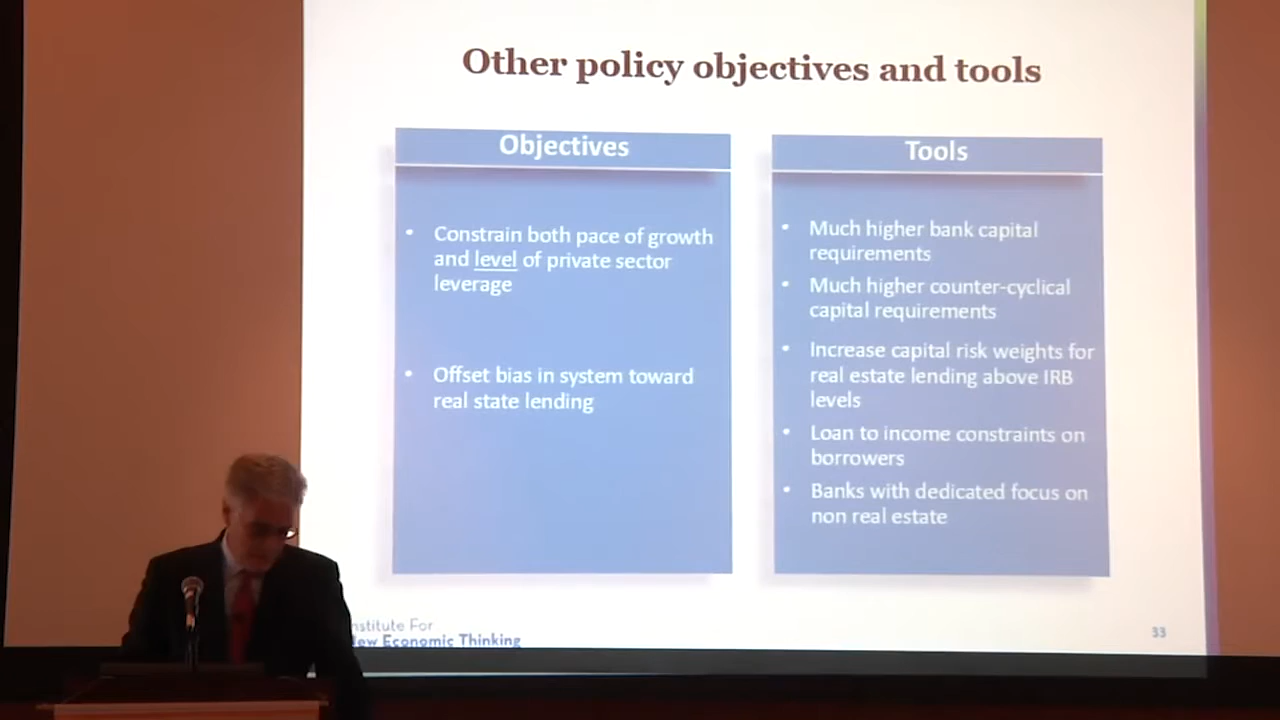 Other policy objectives and tools
Objectives
• Constrain both pace of growth
and level of private sector
leverage
• Offset bias in system toward
real state lending
Tools
• Much higher bank capital
requirements
• Much higher counter-cyclical
capital requirements
• Increase capital risk weights for
real estate lending above IRB
levels
• Loan to income constraints on
borrowers
• Banks with dedicated focus on
non real estate
nstitute For
New Economic Thinking
33